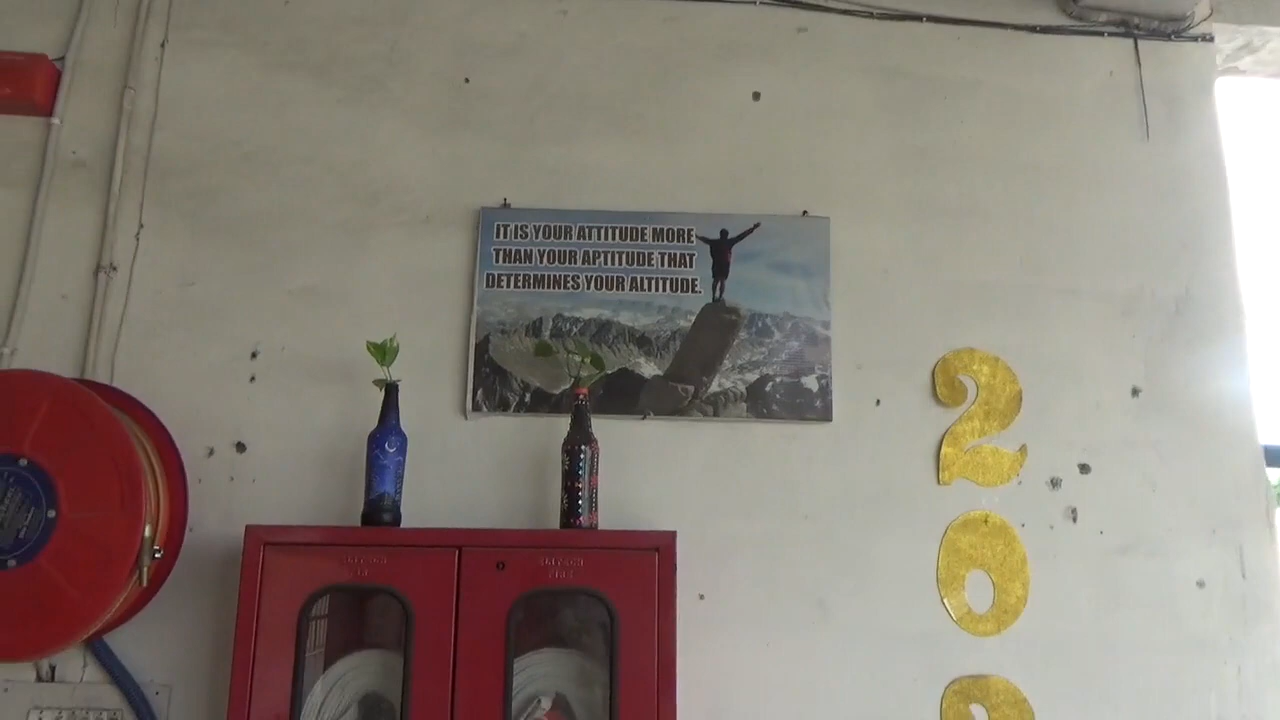 IT IS YOUR ATTITUDE MORE
THAN YOUR APTITUDE THAT
DETERMINES YOUR ALTITUDE.
2
0